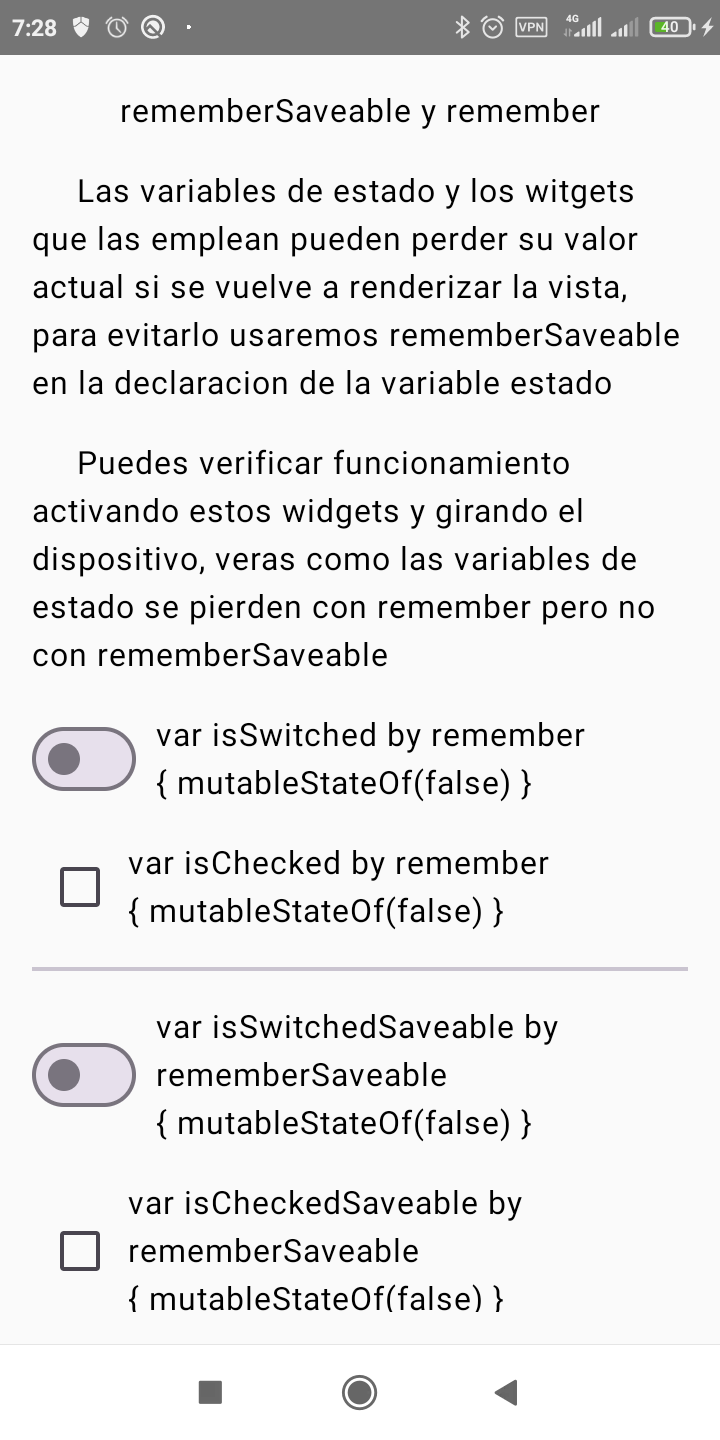 7:28
VPN
4G
40
rememberSaveable y remember
Las variables de estado y los witgets
que las emplean pueden perder su valor
actual si se vuelve a renderizar la vista,
para evitarlo usaremos rememberSaveable
en la declaracion de la variable estado
Puedes verificar funcionamiento
activando estos widgets y girando el
dispositivo, veras como las variables de
estado se pierden con remember pero no
con rememberSaveable
var isSwitched by remember
{ mutableStateOf(false) }
var isChecked by remember
{ mutableStateOf(false) }
var isSwitchedSaveable by
rememberSaveable
{ mutableStateOf(false) }
var isCheckedSaveable by
rememberSaveable
{ mutableStateOf(false) }